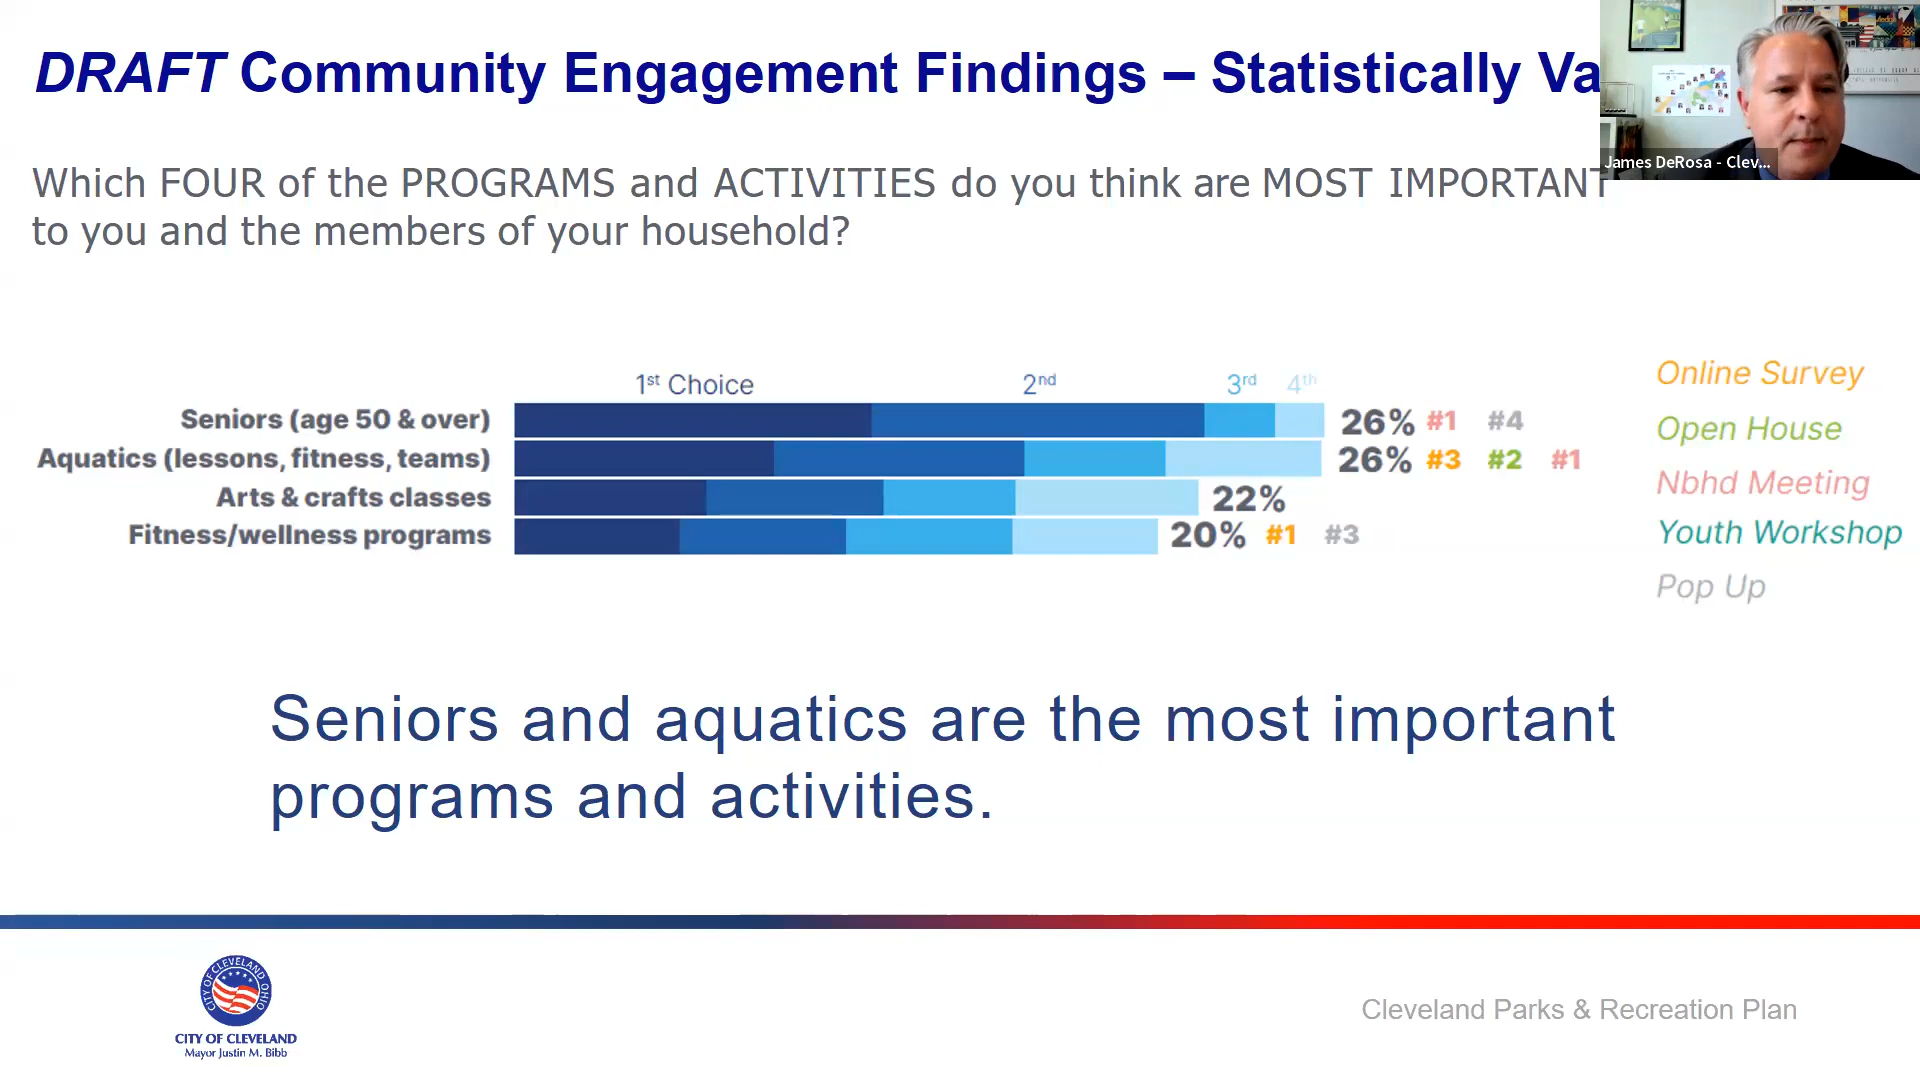 DRAFT Community Engagement Findings – Statistically Va
James DeRosa - Clev...
Which FOUR of the PROGRAMS and ACTIVITIES do you think are MOST IMPORTANT
to you and the members of your household?
1st Choice 2nd 3rd 4th
Seniors (age 50 & over) 26% #1 #4
Aquatics (lessons, fitness, teams) 26% #3 #2 #1
Arts & crafts classes 22%
Fitness/wellness programs 20% #1 #3
Online Survey
Open House
Nbhd Meeting
Youth Workshop
Pop Up
Seniors and aquatics are the most important
programs and activities.
CITY OF CLEVELAND OHIO
CITY OF CLEVELAND
Mayor Justin M. Bibb
Cleveland Parks & Recreation Plan